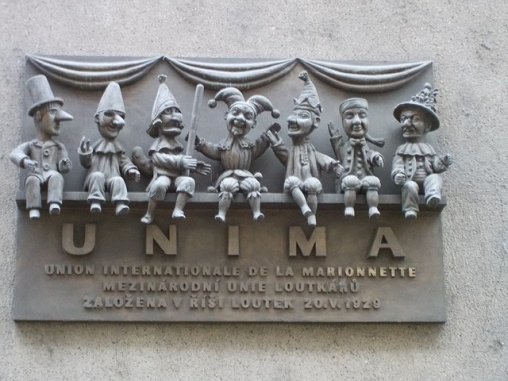 UNIMA
UNION INTERNATIONALE DE LA MARIONNETTE
MEZINÁRODNÍ UNIE LOUTKÁŘŮ
ZALOŽENA V ŘÍŠI LOUTEK 20.V.1929